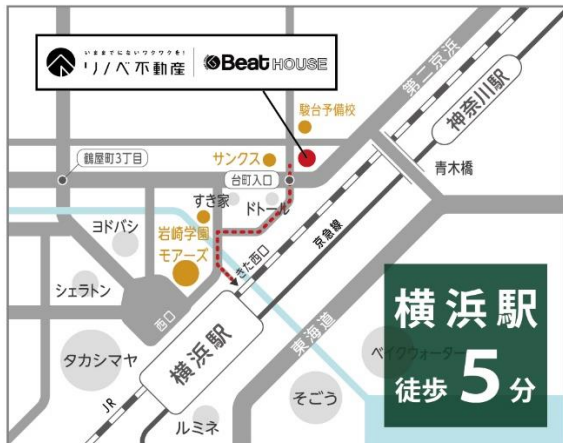 いままでにないワクワクを!
リノベ不動産
Beat HOUSE
第二京浜
神奈川駅
駿台予備校
鶴屋町3丁目
サンクス
台町入口
青木橋
すき家
ドトール
ヨドバシ
岩崎学園
モアーズ
きた西口
京急線
シェラトン
西口
横浜駅
東海道
タカシマヤ
ベイクウォーター
そごう
JR
ルミネ
横浜駅
徒歩5分